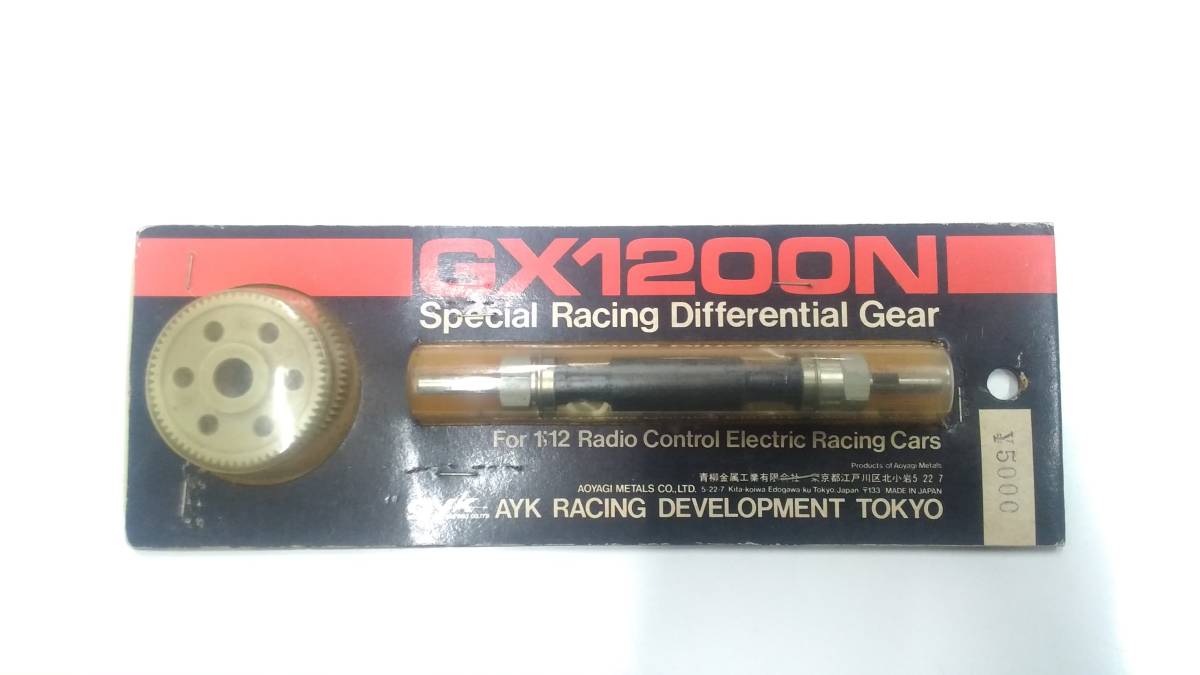 GX1200N
Special Racing Differential Gear
For 1:12 Radio Control Electric Racing Cars
Products of Aoyagi Metals
青柳金属工業有限会社 東京都江戸川区北小岩5 22 7
AOYAGI METALS CO.,LTD. 5-22-7 Kita-koiwa Edogawa ku Tokyo.Japan 〒133 MADE IN JAPAN
AYK RACING DEVELOPMENT TOKYO
¥5000